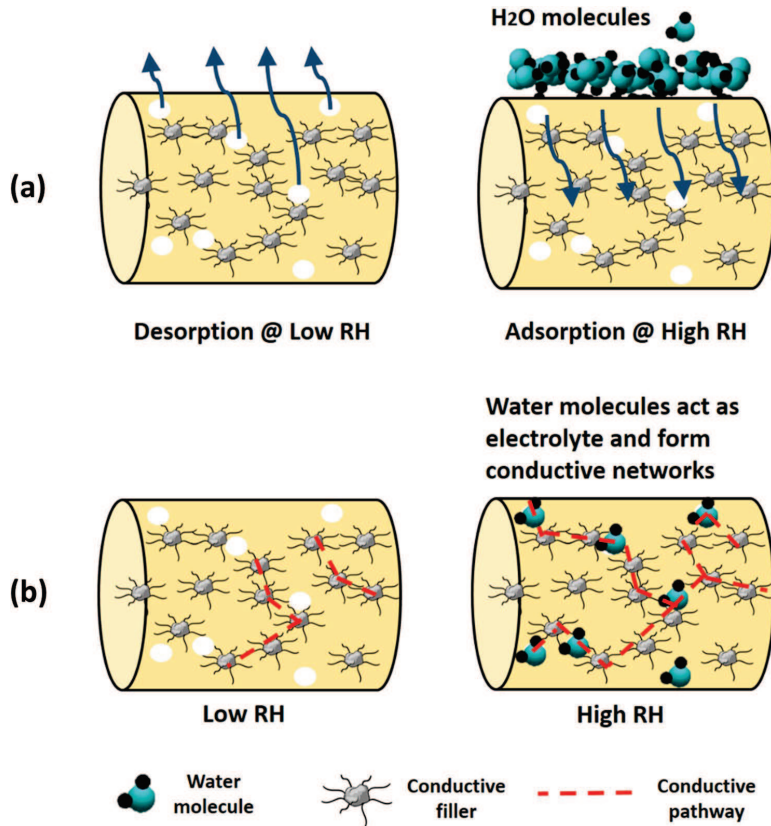 H2O molecules
(a)
Desorption @ Low RH
Adsorption @ High RH
Water molecules act as
electrolyte and form
conductive networks
(b)
Low RH
High RH
Water
molecule
Conductive
filler
Conductive
pathway